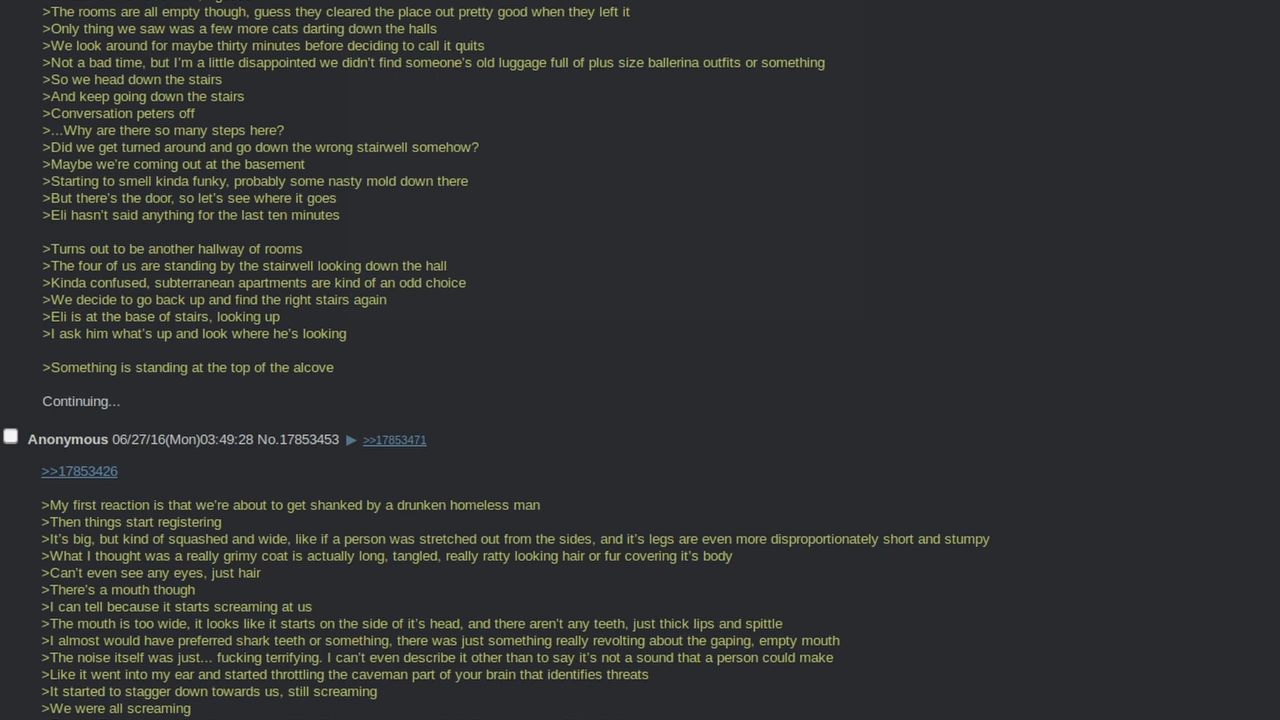 >The rooms are all empty though, guess they cleared the place out pretty good when they left it
>Only thing we saw was a few more cats darting down the halls
>We look around for maybe thirty minutes before deciding to call it quits
>Not a bad time, but I'm a little disappointed we didn't find someone's old luggage full of plus size ballerina outfits or something
>So we head down the stairs
>And keep going down the stairs
>Conversation peters off
>...Why are there so many steps here?
>Did we get turned around and go down the wrong stairwell somehow?
>Maybe we're coming out at the basement
>Starting to smell kinda funky, probably some nasty mold down there
>But there's the door, so let's see where it goes
>Eli hasn't said anything for the last ten minutes
>Turns out to be another hallway of rooms
>The four of us are standing by the stairwell looking down the hall
>Kinda confused, subterranean apartments are kind of an odd choice
>We decide to go back up and find the right stairs again
>Eli is at the base of stairs, looking up
>I ask him what's up and look where he's looking
>Something is standing at the top of the alcove
Continuing...
Anonymous 06/27/16(Mon)03:49:28 No.17853453 ▶ >>17853471
>>17853426
>My first reaction is that we're about to get shanked by a drunken homeless man
>Then things start registering
>It's big, but kind of squashed and wide, like if a person was stretched out from the sides, and it's legs are even more disproportionately short and stumpy
>What I thought was a really grimy coat is actually long, tangled, really ratty looking hair or fur covering it's body
>Can't even see any eyes, just hair
>There's a mouth though
>I can tell because it starts screaming at us
>The mouth is too wide, it looks like it starts on the side of it's head, and there aren't any teeth, just thick lips and spittle
>I almost would have preferred shark teeth or something, there was just something really revolting about the gaping, empty mouth
>The noise itself was just... fucking terrifying. I can't even describe it other than to say it's not a sound that a person could make
>Like it went into my ear and started throttling the caveman part of your brain that identifies threats
>It started to stagger down towards us, still screaming
>We were all screaming